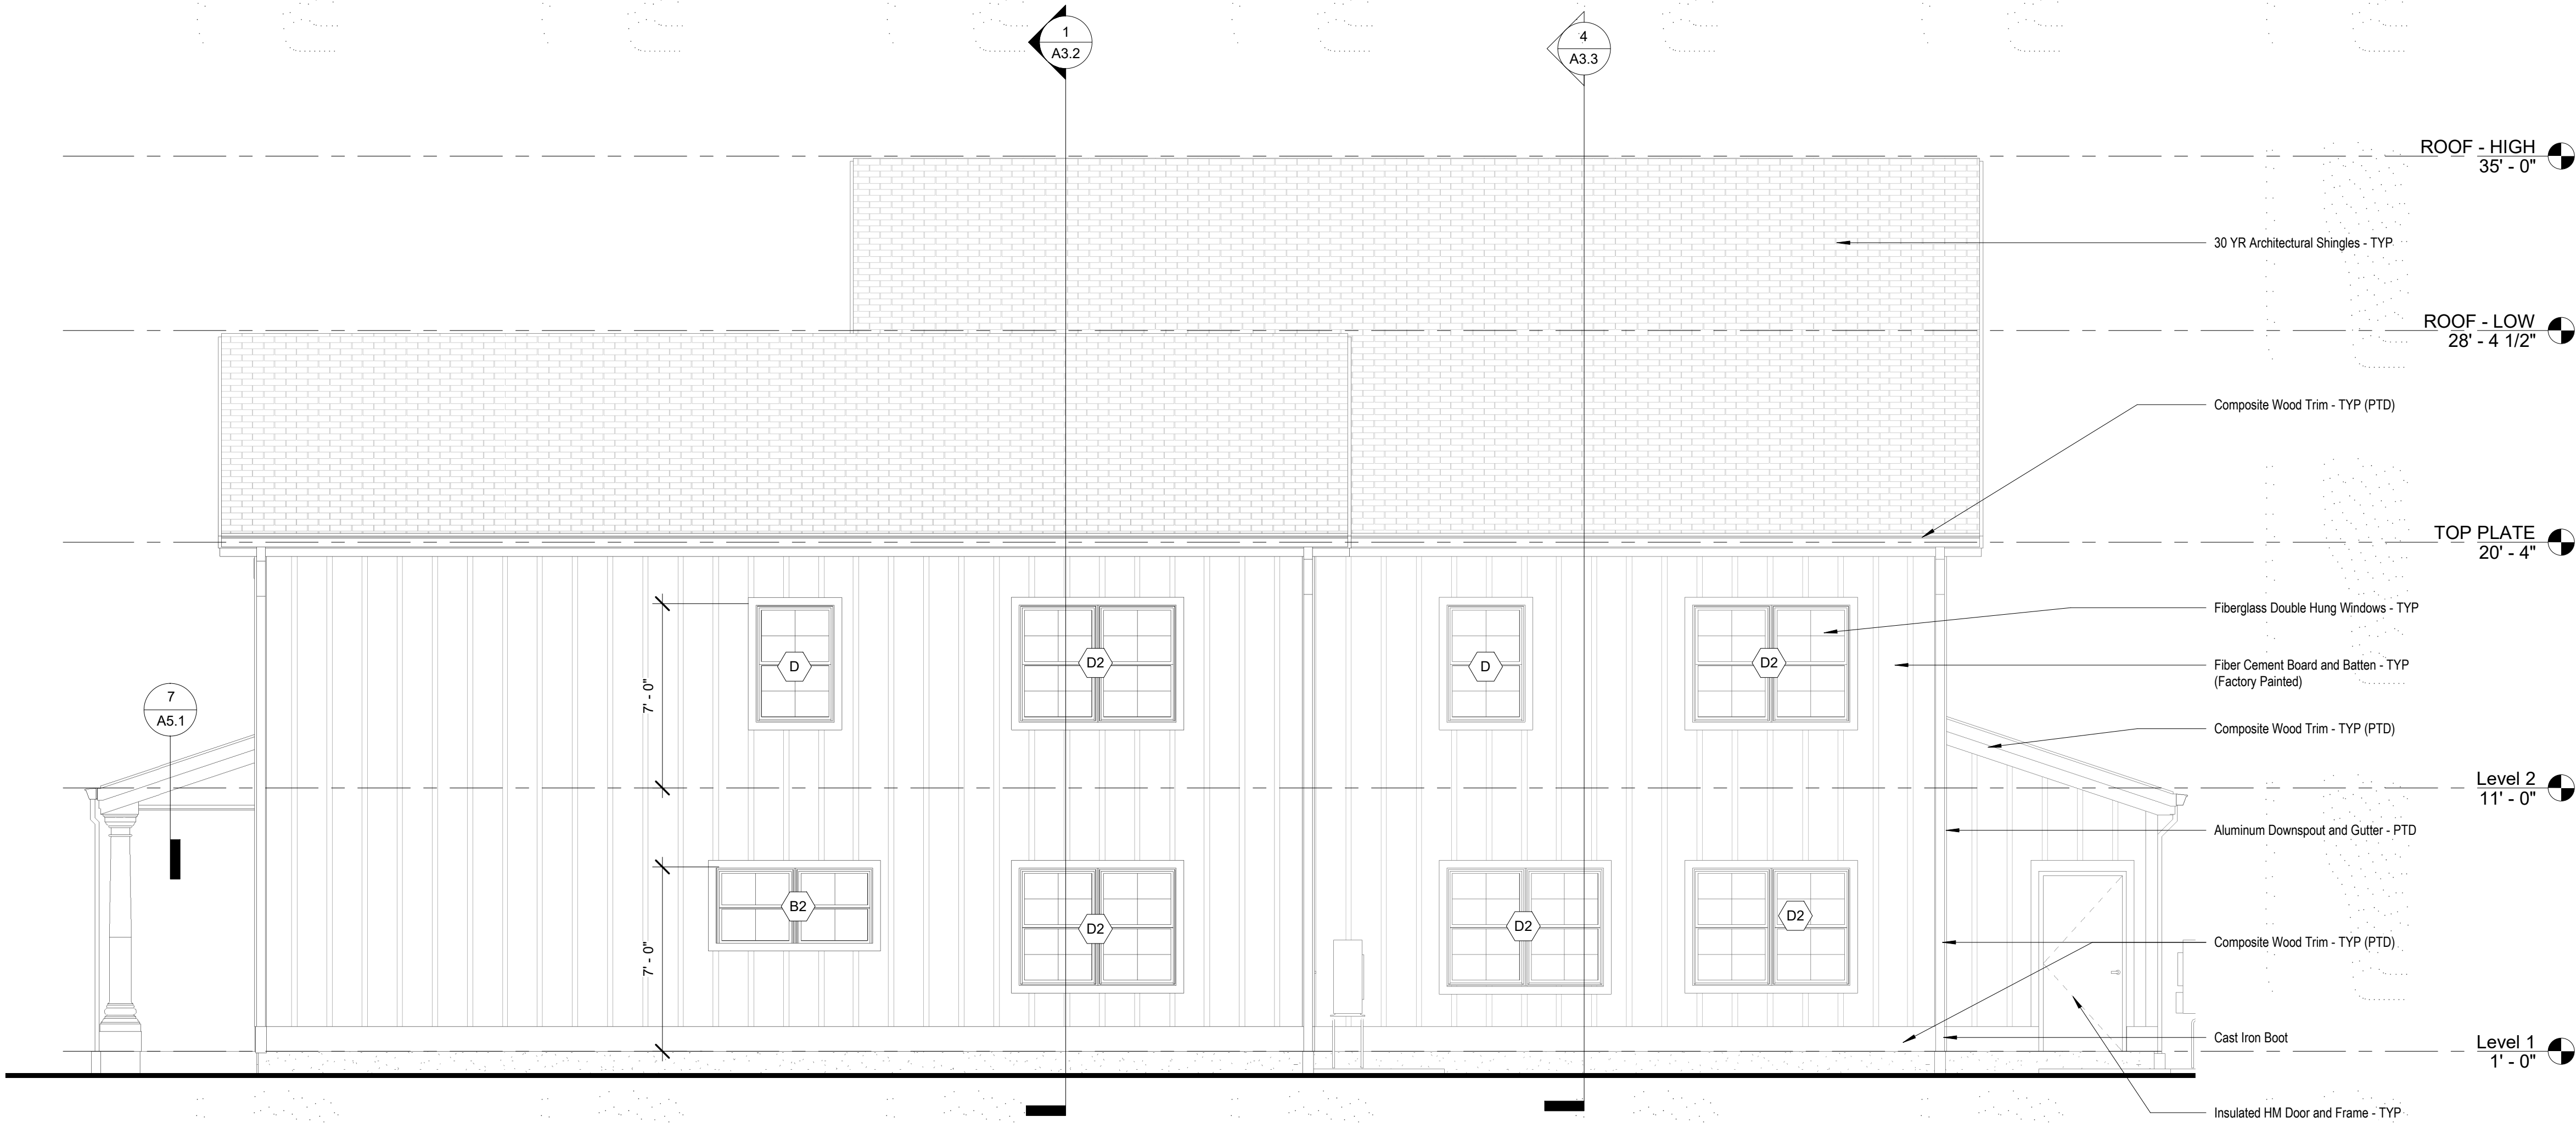 1
A3.2
4
A3.3
ROOF - HIGH
35' - 0"
30 YR Architectural Shingles - TYP
ROOF - LOW
28' - 4 1/2"
Composite Wood Trim - TYP (PTD)
TOP PLATE
20' - 4"
Fiberglass Double Hung Windows - TYP
D
D2
D
D2
Fiber Cement Board and Batten - TYP
(Factory Painted)
7' - 0"
7
A5.1
Composite Wood Trim - TYP (PTD)
Level 2
11' - 0"
Aluminum Downspout and Gutter - PTD
B2
D2
D2
D2
7' - 0"
Composite Wood Trim - TYP (PTD)
Cast Iron Boot
Level 1
1' - 0"
Insulated HM Door and Frame - TYP